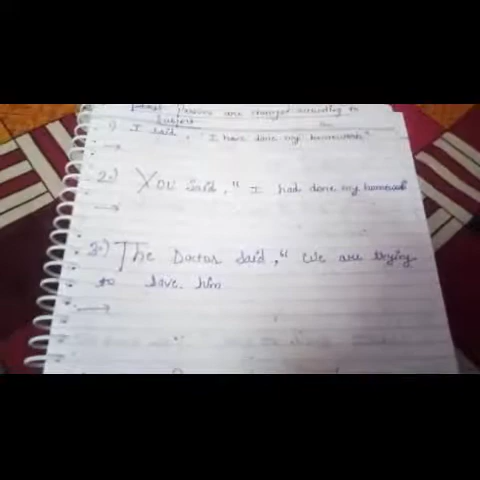 First Persons are changed according to
Subject
1) I said, "I have done my homework"
→
2.) You said, " I had done my homework
→
3.) The Doctor said, " We are trying
to save him
→